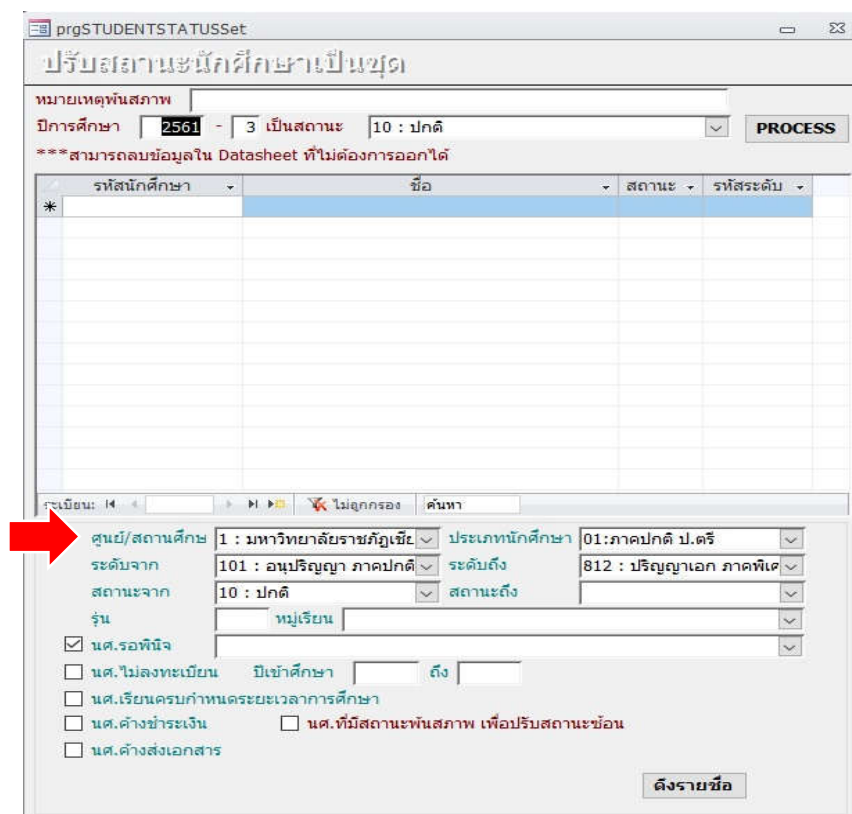 prgSTUDENTSTATUSSet
ปรับสถานะนักศึกษาเป็นชุด
หมายเหตุพ้นสภาพ
ปีการศึกษา 2561 - 3 เป็นสถานะ 10 : ปกติ PROCESS
***สามารถลบข้อมูลใน Datasheet ที่ไม่ต้องการออกได้
รหัสนักศึกษา ชื่อ สถานะ รหัสระดับ
*
ระเบียน: ไม่ถูกกรอง ค้นหา
ศูนย์/สถานศึกษ 1 : มหาวิทยาลัยราชภัฏเชีย ประเภทนักศึกษา 01:ภาคปกติ ป.ตรี
ระดับจาก 101 : อนุปริญญา ภาคปกติ ระดับถึง 812 : ปริญญาเอก ภาคพิเศ
สถานะจาก 10 : ปกติ สถานะถึง
รุ่น หมู่เรียน
นศ.รอพินิจ
นศ.ไม่ลงทะเบียน ปีเข้าศึกษา ถึง
นศ.เรียนครบกำหนดระยะเวลาการศึกษา
นศ.ค้างชำระเงิน นศ.ที่มีสถานะพ้นสภาพ เพื่อปรับสถานะซ้อน
นศ.ค้างส่งเอกสาร
ดึงรายชื่อ